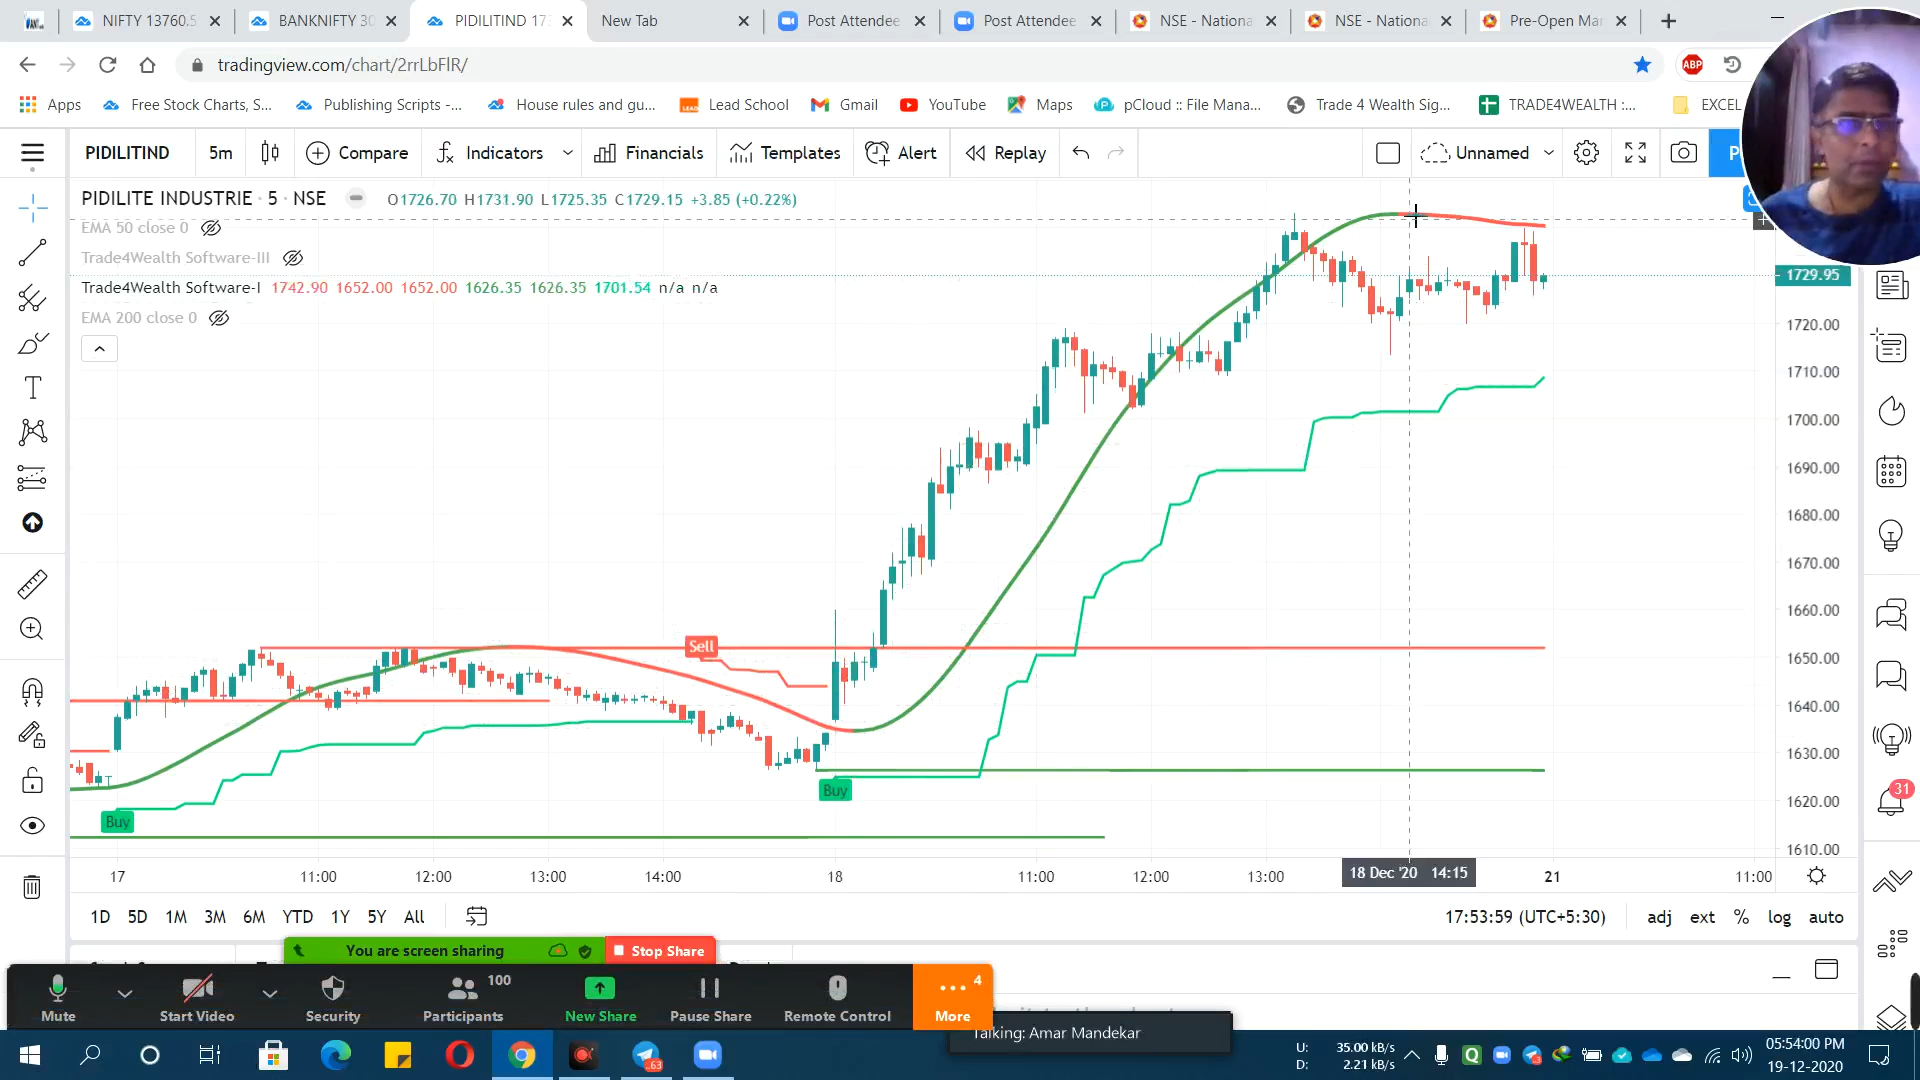 NIFTY 13760.5
BANKNIFTY 30
PIDILITIND 173
New Tab
Post Attendee
Post Attendee
NSE - Nationa
NSE - Nationa
Pre-Open Mar
tradingview.com/chart/2rrLbFlR/
ABP
Apps
Free Stock Charts, S...
Publishing Scripts -...
House rules and gu...
LEAD
Lead School
Gmail
YouTube
Maps
pCloud :: File Mana...
Trade 4 Wealth Sig...
TRADE4WEALTH :...
EXCEL
PIDILITIND
5m
Compare
Indicators
Financials
Templates
Alert
Replay
Unnamed
P
PIDILITE INDUSTRIE · 5 · NSE
O1726.70 H1731.90 L1725.35 C1729.15 +3.85 (+0.22%)
EMA 50 close 0
Trade4Wealth Software-III
Trade4Wealth Software-I 1742.90 1652.00 1652.00 1626.35 1626.35 1701.54 n/a n/a
EMA 200 close 0
1729.95
1720.00
1710.00
1700.00
1690.00
1680.00
1670.00
1660.00
1650.00
1640.00
1630.00
1620.00
1610.00
Sell
Buy
Buy
31
17
11:00
12:00
13:00
14:00
18
11:00
12:00
13:00
18 Dec '20 14:15
21
11:00
1D 5D 1M 3M 6M YTD 1Y 5Y All
17:53:59 (UTC+5:30)
adj ext % log auto
You are screen sharing
Stop Share
100
4
Mute
Start Video
Security
Participants
New Share
Pause Share
Remote Control
More
Talking: Amar Mandekar
U: 35.00 kB/s
D: 2.21 kB/s
05:54:00 PM
19-12-2020